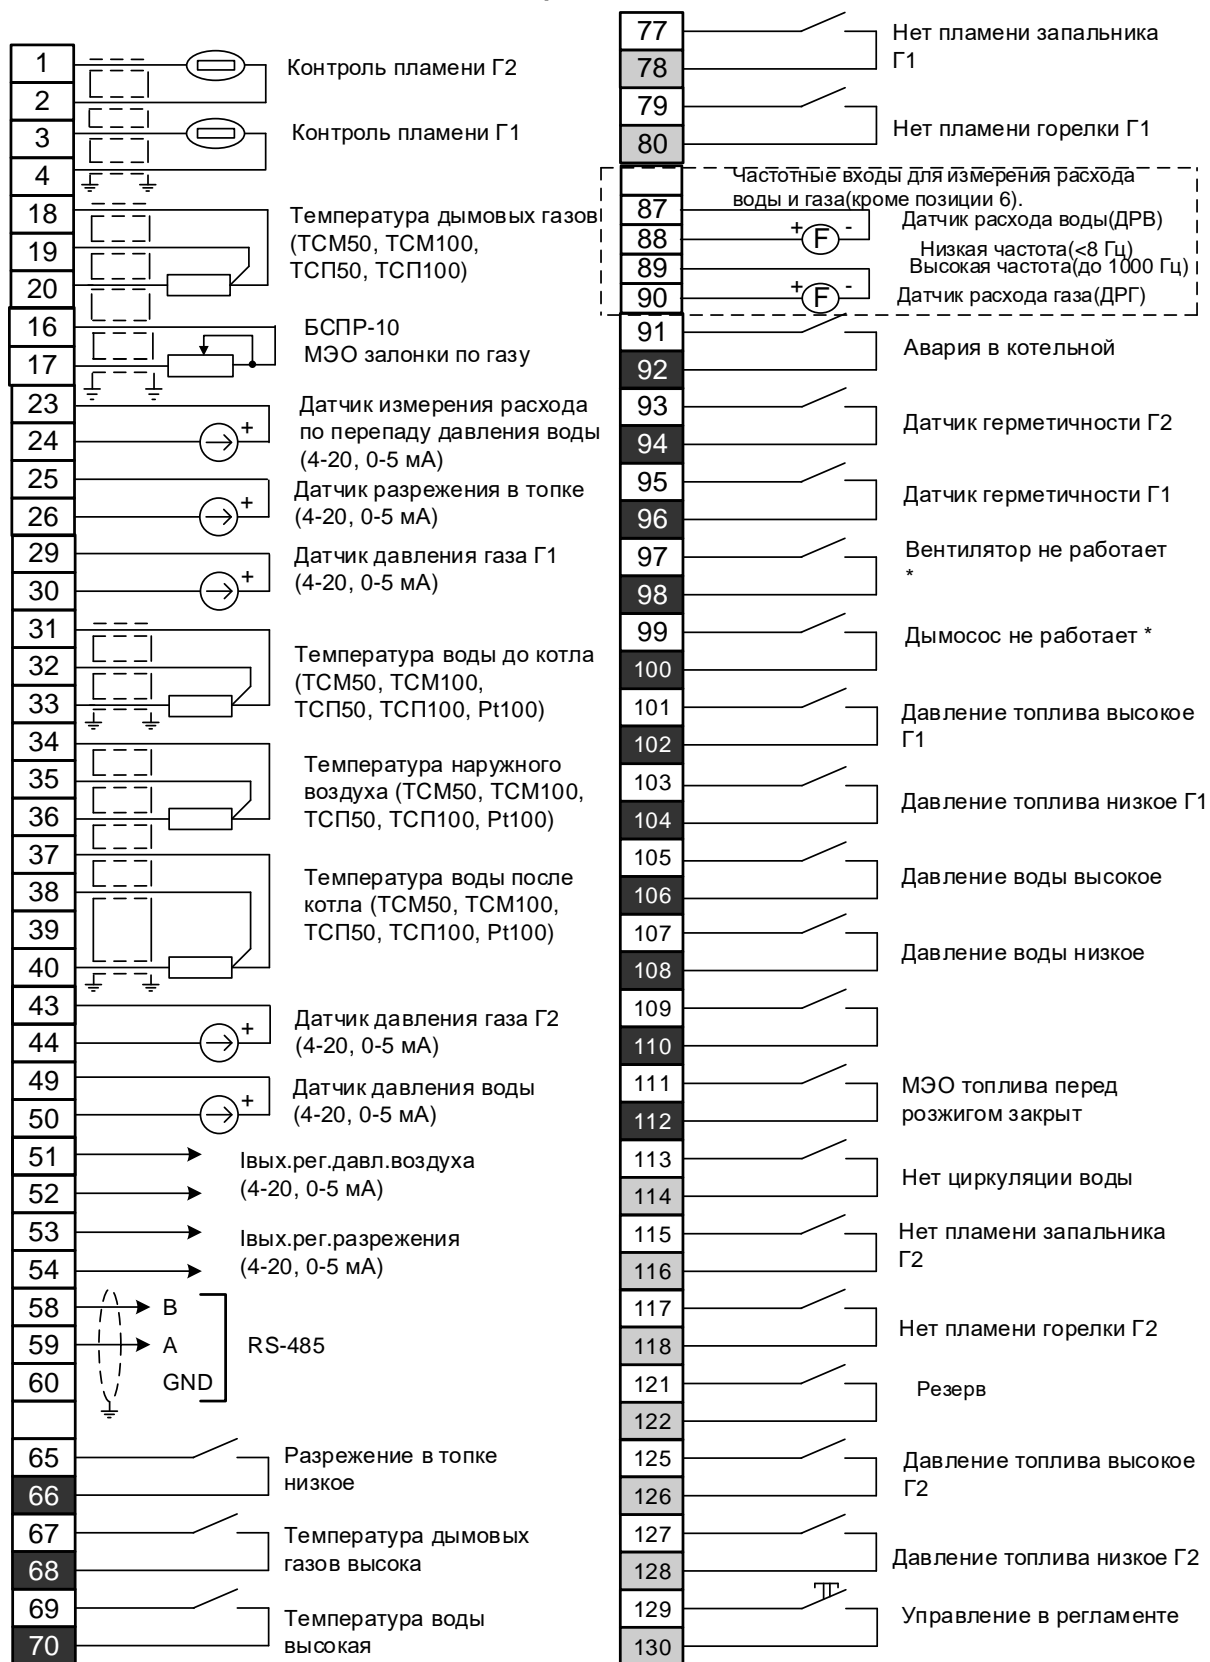 1
2
Контроль пламени Г2
3
4
Контроль пламени Г1
18
19
20
Температура дымовых газов
(ТСМ50, ТСМ100,
ТСП50, ТСП100)
16
17
БСПР-10
МЭО залонки по газу
23
24
+
Датчик измерения расхода
по перепаду давления воды
(4-20, 0-5 мА)
25
26
+
Датчик разрежения в топке
(4-20, 0-5 мА)
29
30
+
Датчик давления газа Г1
(4-20, 0-5 мА)
31
32
33
Температура воды до котла
(ТСМ50, ТСМ100,
ТСП50, ТСП100, Pt100)
34
35
36
Температура наружного
воздуха (ТСМ50, ТСМ100,
ТСП50, ТСП100, Pt100)
37
38
39
40
Температура воды после
котла (ТСМ50, ТСМ100,
ТСП50, ТСП100, Pt100)
43
44
+
Датчик давления газа Г2
(4-20, 0-5 мА)
49
50
+
Датчик давления воды
(4-20, 0-5 мА)
51
52
Iвых.рег.давл.воздуха
(4-20, 0-5 мА)
53
54
Iвых.рег.разрежения
(4-20, 0-5 мА)
58
B
59
A
RS-485
60
GND
65
66
Разрежение в топке
низкое
67
68
Температура дымовых
газов высока
69
70
Температура воды
высокая
77
78
Нет пламени запальника
Г1
79
80
Нет пламени горелки Г1
Частотные входы для измерения расхода
воды и газа(кроме позиции 6).
87
88
+ F -
Датчик расхода воды(ДРВ)
Низкая частота(<8 Гц)
89
90
+ F -
Высокая частота(до 1000 Гц)
Датчик расхода газа(ДРГ)
91
92
Авария в котельной
93
94
Датчик герметичности Г2
95
96
Датчик герметичности Г1
97
98
Вентилятор не работает
*
99
100
Дымосос не работает *
101
102
Давление топлива высокое
Г1
103
104
Давление топлива низкое Г1
105
106
Давление воды высокое
107
108
Давление воды низкое
109
110
111
112
МЭО топлива перед
розжигом закрыт
113
114
Нет циркуляции воды
115
116
Нет пламени запальника
Г2
117
118
Нет пламени горелки Г2
121
122
Резерв
125
126
Давление топлива высокое
Г2
127
128
Давление топлива низкое Г2
129
130
Управление в регламенте